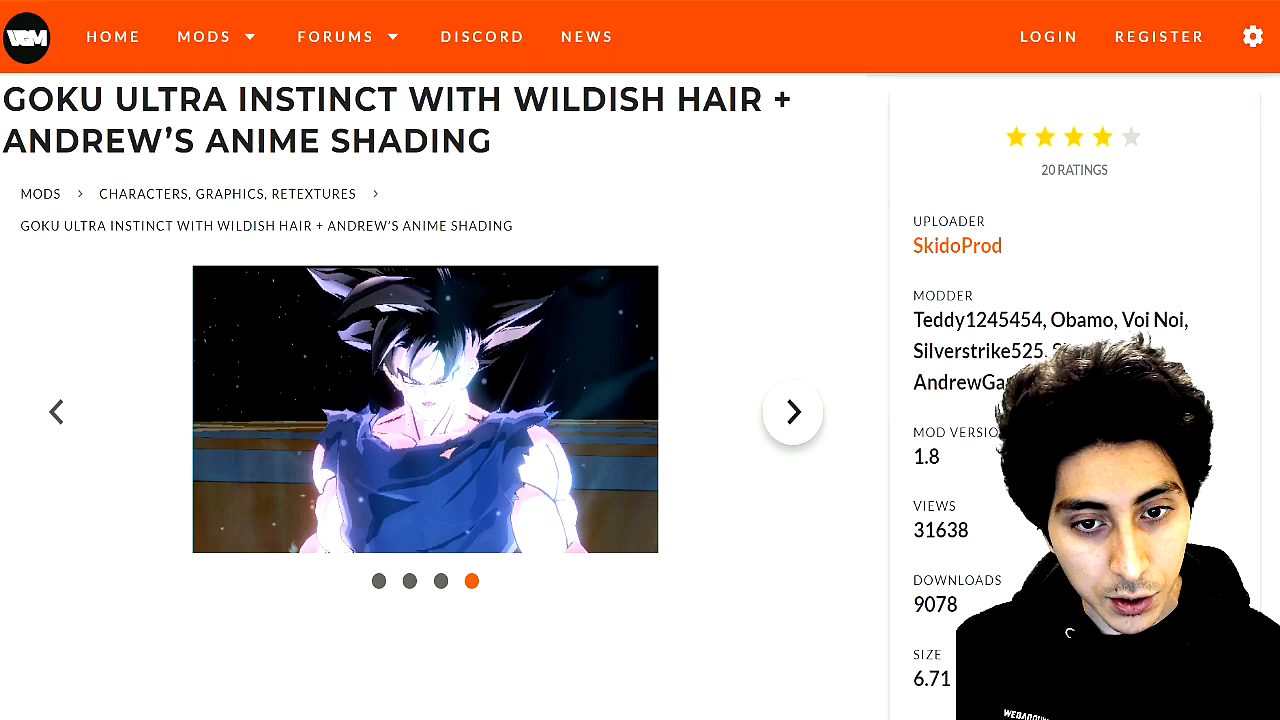 VGM
HOME
MODS
FORUMS
DISCORD
NEWS
LOGIN
REGISTER
GOKU ULTRA INSTINCT WITH WILDISH HAIR +
ANDREW’S ANIME SHADING
MODS > CHARACTERS, GRAPHICS, RETEXTURES >
GOKU ULTRA INSTINCT WITH WILDISH HAIR + ANDREW’S ANIME SHADING
20 RATINGS
UPLOADER
SkidoProd
MODDER
Teddy1245454, Obamo, Voi Noi,
Silverstrike525,
MOD
1.8
VIEWS
31638
DOWNLOADS
9078
SIZE
6.71